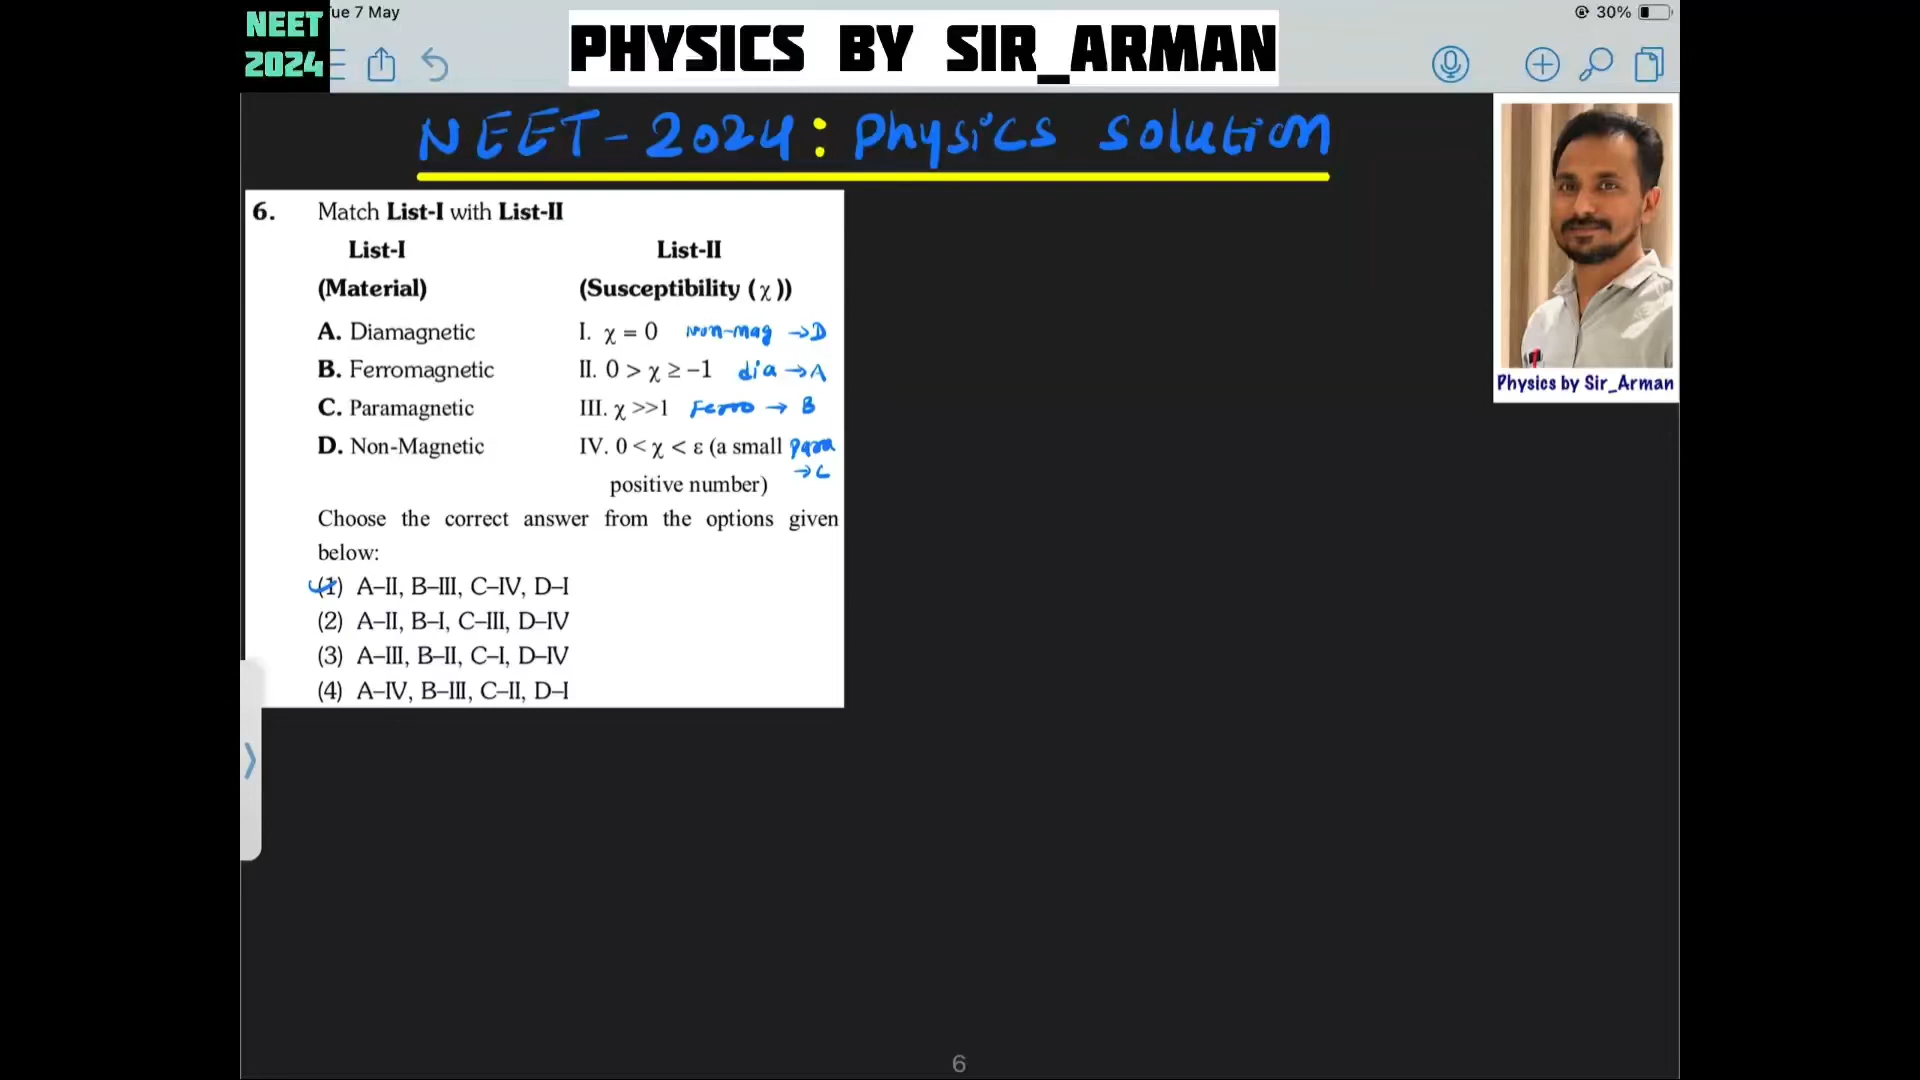 NEET
2024
ue 7 May
30%
PHYSICS BY SIR_ARMAN
NEET-2024: Physics solution
6. Match List-I with List-II
List-I List-II
(Material) (Susceptibility (χ))
A. Diamagnetic I. χ = 0 Non-mag →D
B. Ferromagnetic II. 0 > χ ≥ −1 dia →A
C. Paramagnetic III. χ >>1 Ferro → B
D. Non-Magnetic IV. 0 < χ < ε (a small para
→C
positive number)
Choose the correct answer from the options given
below:
(1) A–II, B–III, C–IV, D–I
(2) A–II, B–I, C–III, D–IV
(3) A–III, B–II, C–I, D–IV
(4) A–IV, B–III, C–II, D–I
Physics by Sir_Arman
6